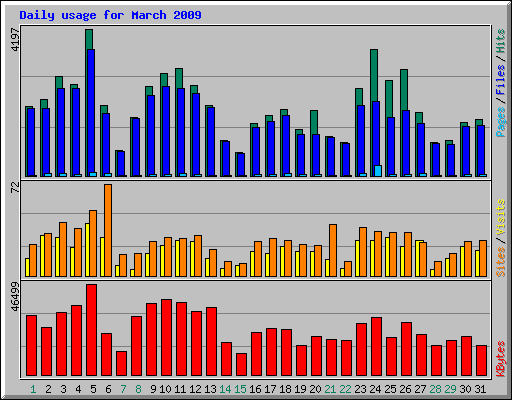 Daily usage for March 2009
4197
72
46499
Pages / Files / Hits
Sites / Visits
KBytes
1 2 3 4 5 6 7 8 9 10 11 12 13 14 15 16 17 18 19 20 21 22 23 24 25 26 27 28 29 30 31